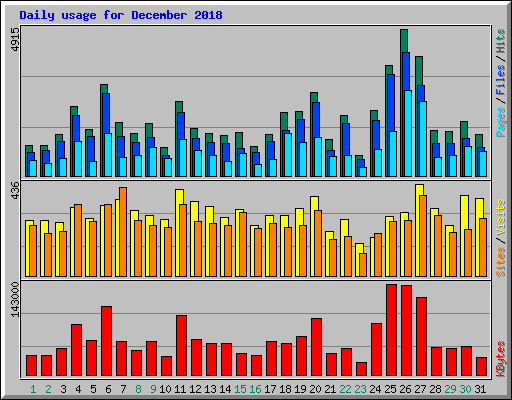 Daily usage for December 2018
4915
Pages / Files / Hits
436
Sites / Visits
143000
KBytes
1 2 3 4 5 6 7 8 9 10 11 12 13 14 15 16 17 18 19 20 21 22 23 24 25 26 27 28 29 30 31